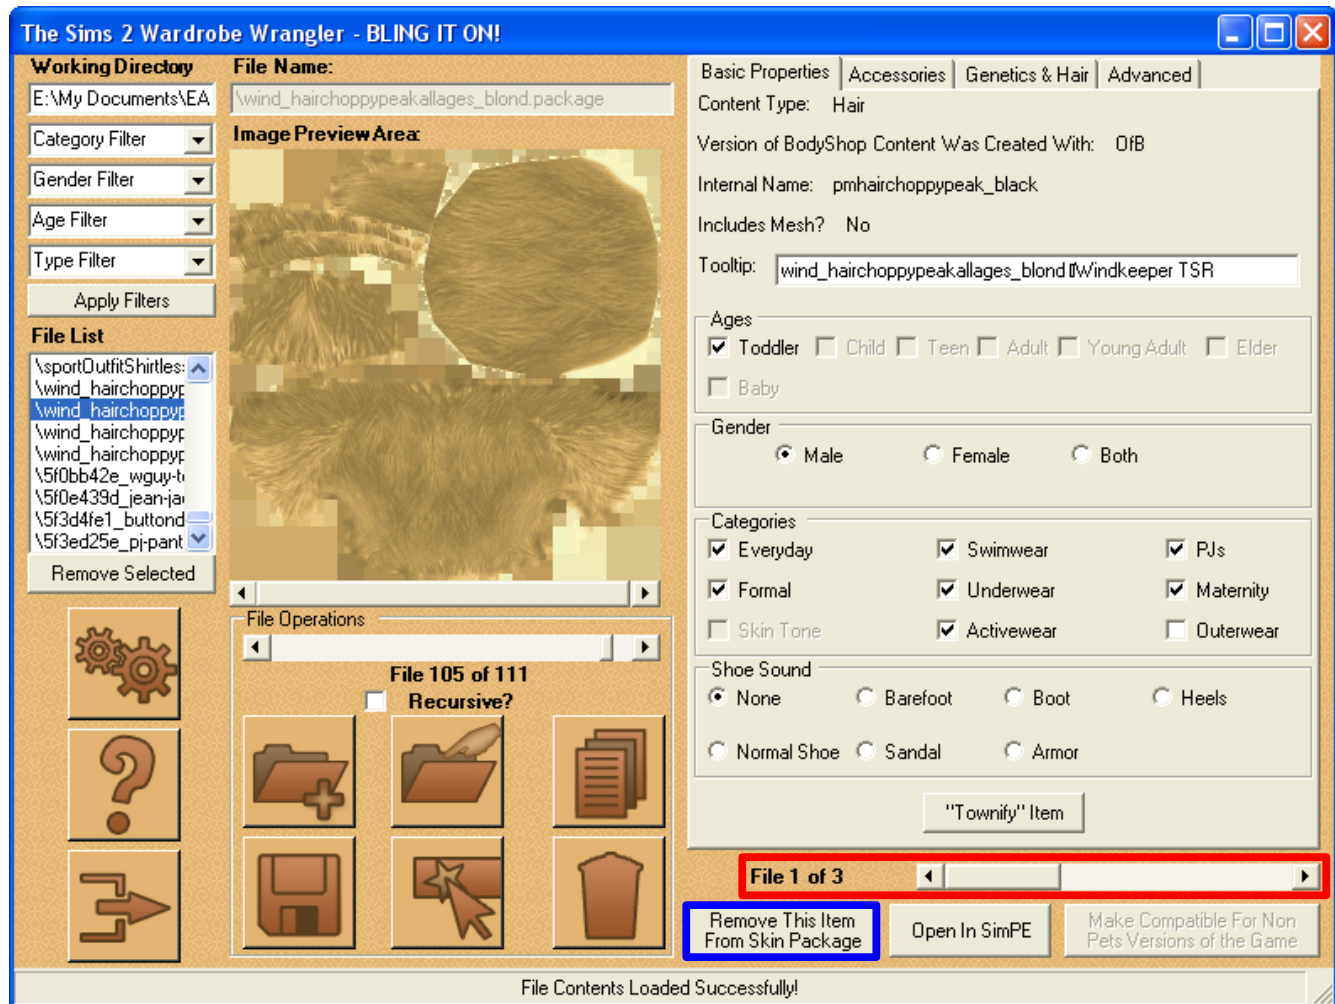 The Sims 2 Wardrobe Wrangler - BLING IT ON!
Working Directory
E:\My Documents\EA
Category Filter
Gender Filter
Age Filter
Type Filter
Apply Filters
File List
\sportOutfitShirtles:
\wind_hairchoppyp
\wind_hairchoppyp
\wind_hairchoppyp
\wind_hairchoppyp
\5f0bb42e_wguy-t
\5f0e439d_jean-ja
\5f3d4fe1_buttond
\5f3ed25e_pj-pant
Remove Selected
File Name:
\wind_hairchoppypeakallages_blond.package
Image Preview Area:
File Operations
File 105 of 111
Recursive?
Basic Properties Accessories Genetics & Hair Advanced
Content Type: Hair
Version of BodyShop Content Was Created With: OfB
Internal Name: pmhairchoppypeak_black
Includes Mesh? No
Tooltip: wind_hairchoppypeakallages_blond Windkeeper TSR
Ages
Toddler Child Teen Adult Young Adult Elder
Baby
Gender
Male Female Both
Categories
Everyday Swimwear PJs
Formal Underwear Maternity
Skin Tone Activewear Outerwear
Shoe Sound
None Barefoot Boot Heels
Normal Shoe Sandal Armor
"Townify" Item
File 1 of 3
Remove This Item
From Skin Package
Open In SimPE
Make Compatible For Non
Pets Versions of the Game
File Contents Loaded Successfully!